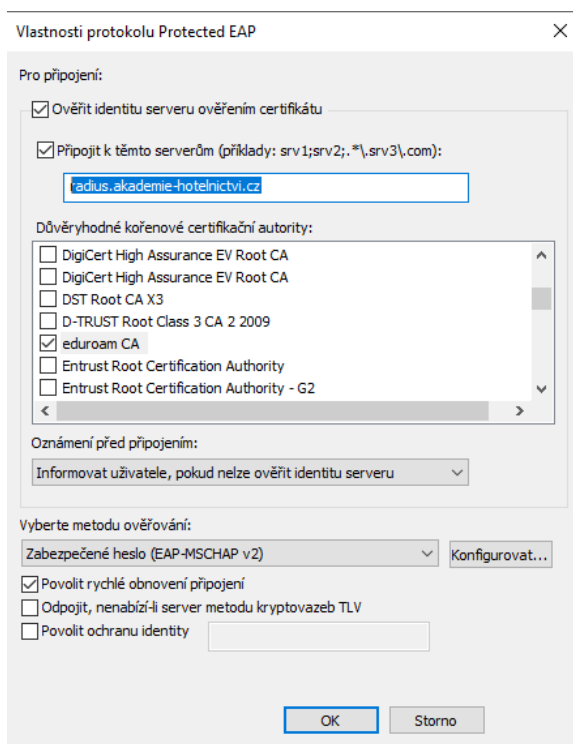 Vlastnosti protokolu Protected EAP
Pro připojení:
Ověřit identitu serveru ověřením certifikátu
Připojit k těmto serverům (příklady: srv1;srv2;.*\.srv3\.com):
radius.akademie-hotelnictvi.cz
Důvěryhodné kořenové certifikační autority:
DigiCert High Assurance EV Root CA
DigiCert High Assurance EV Root CA
DST Root CA X3
D-TRUST Root Class 3 CA 2 2009
eduroam CA
Entrust Root Certification Authority
Entrust Root Certification Authority - G2
Oznámení před připojením:
Informovat uživatele, pokud nelze ověřit identitu serveru
Vyberte metodu ověřování:
Zabezpečené heslo (EAP-MSCHAP v2) Konfigurovat...
Povolit rychlé obnovení připojení
Odpojit, nenabízí-li server metodu kryptovazeb TLV
Povolit ochranu identity
OK Storno